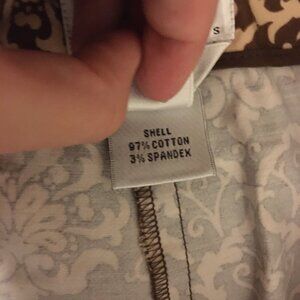 S
SHELL
97% COTTON
3% SPANDEX